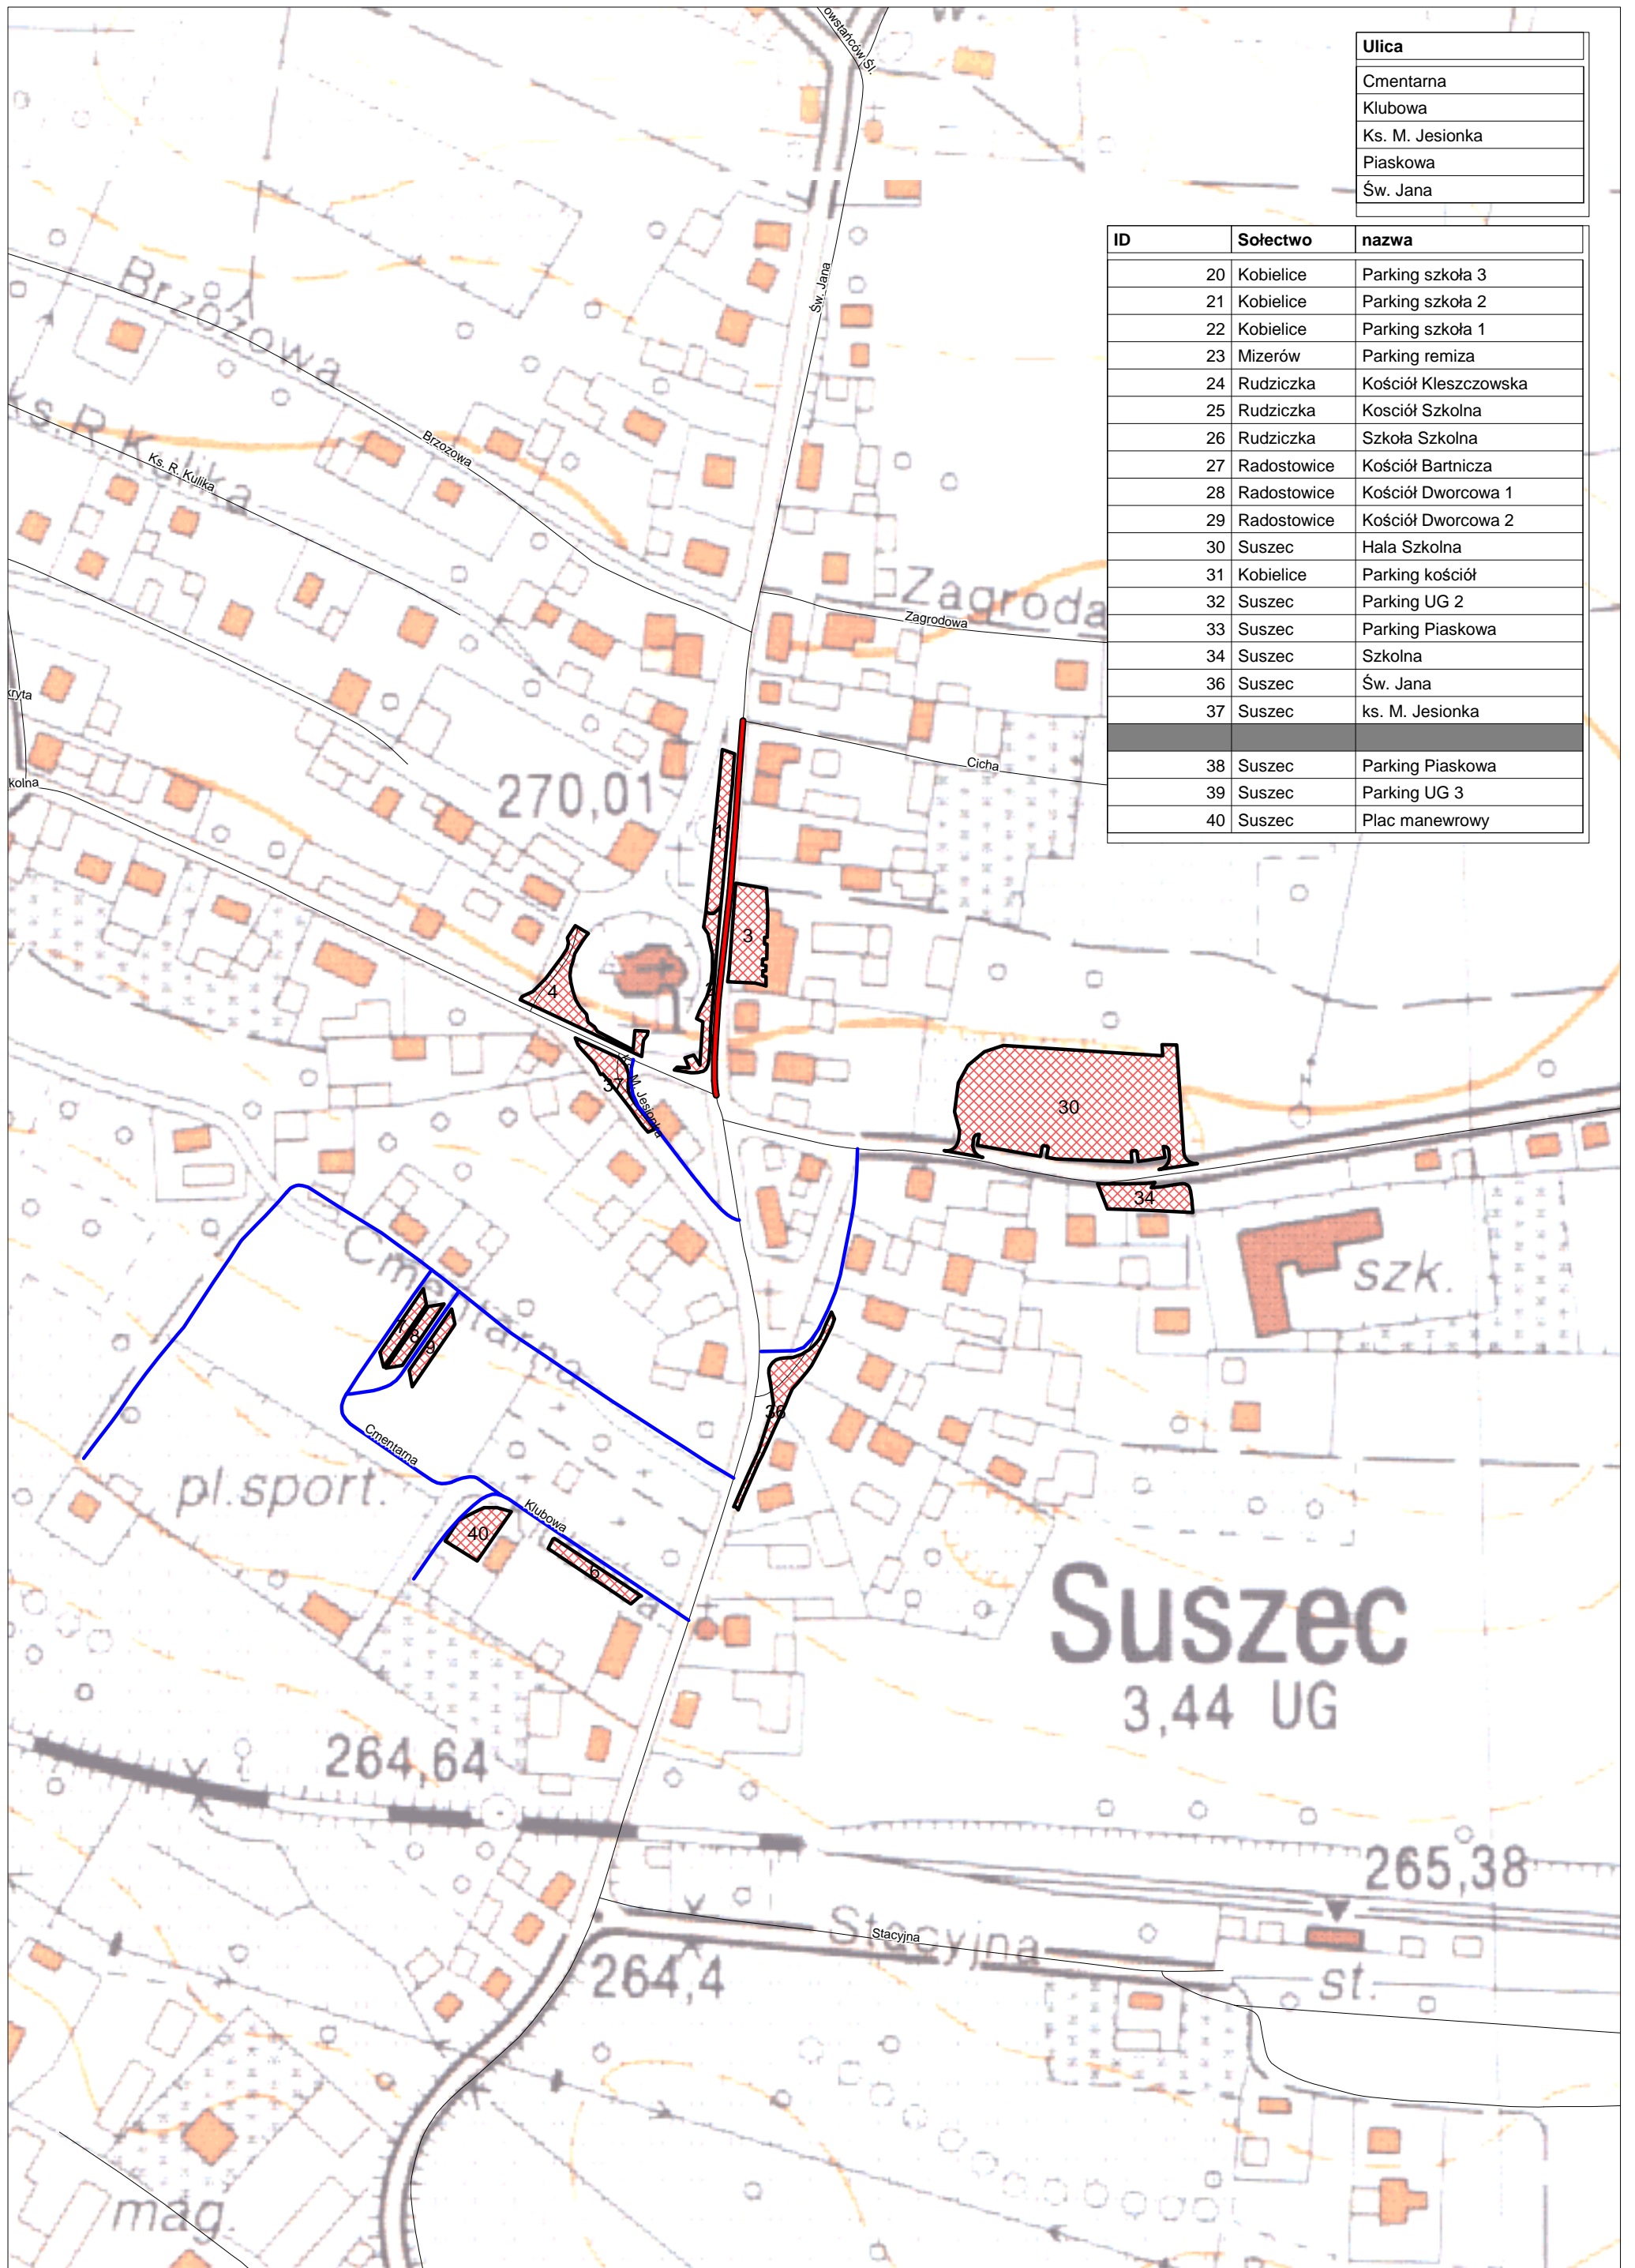 owstańców Śl.
Ulica
Cmentarna
Klubowa
Ks. M. Jesionka
Piaskowa
Św. Jana
ID Sołectwo nazwa
20 Kobielice Parking szkoła 3
21 Kobielice Parking szkoła 2
22 Kobielice Parking szkoła 1
23 Mizerów Parking remiza
24 Rudziczka Kościół Kleszczowska
25 Rudziczka Kosciół Szkolna
26 Rudziczka Szkoła Szkolna
27 Radostowice Kościół Bartnicza
28 Radostowice Kościół Dworcowa 1
29 Radostowice Kościół Dworcowa 2
30 Suszec Hala Szkolna
31 Kobielice Parking kościół
32 Suszec Parking UG 2
33 Suszec Parking Piaskowa
34 Suszec Szkolna
36 Suszec Św. Jana
37 Suszec ks. M. Jesionka
38 Suszec Parking Piaskowa
39 Suszec Parking UG 3
40 Suszec Plac manewrowy
Św. Jana
Brzozowa
Brzozowa
ks.R.Kulika
Ks. R. Kulika
Zagroda
Zagrodowa
kryta
kolna
Cicha
270,01
1
3
2
4
37
Ks. M. Jesionka
30
34
szk.
Cmentarna
7
8
9
36
Cmentarna
pl.sport.
Klubowa
40
6
a
Suszec
3,44 UG
264,64
265,38
Stacyjna
Stacyjna
264,4
st.
mag.